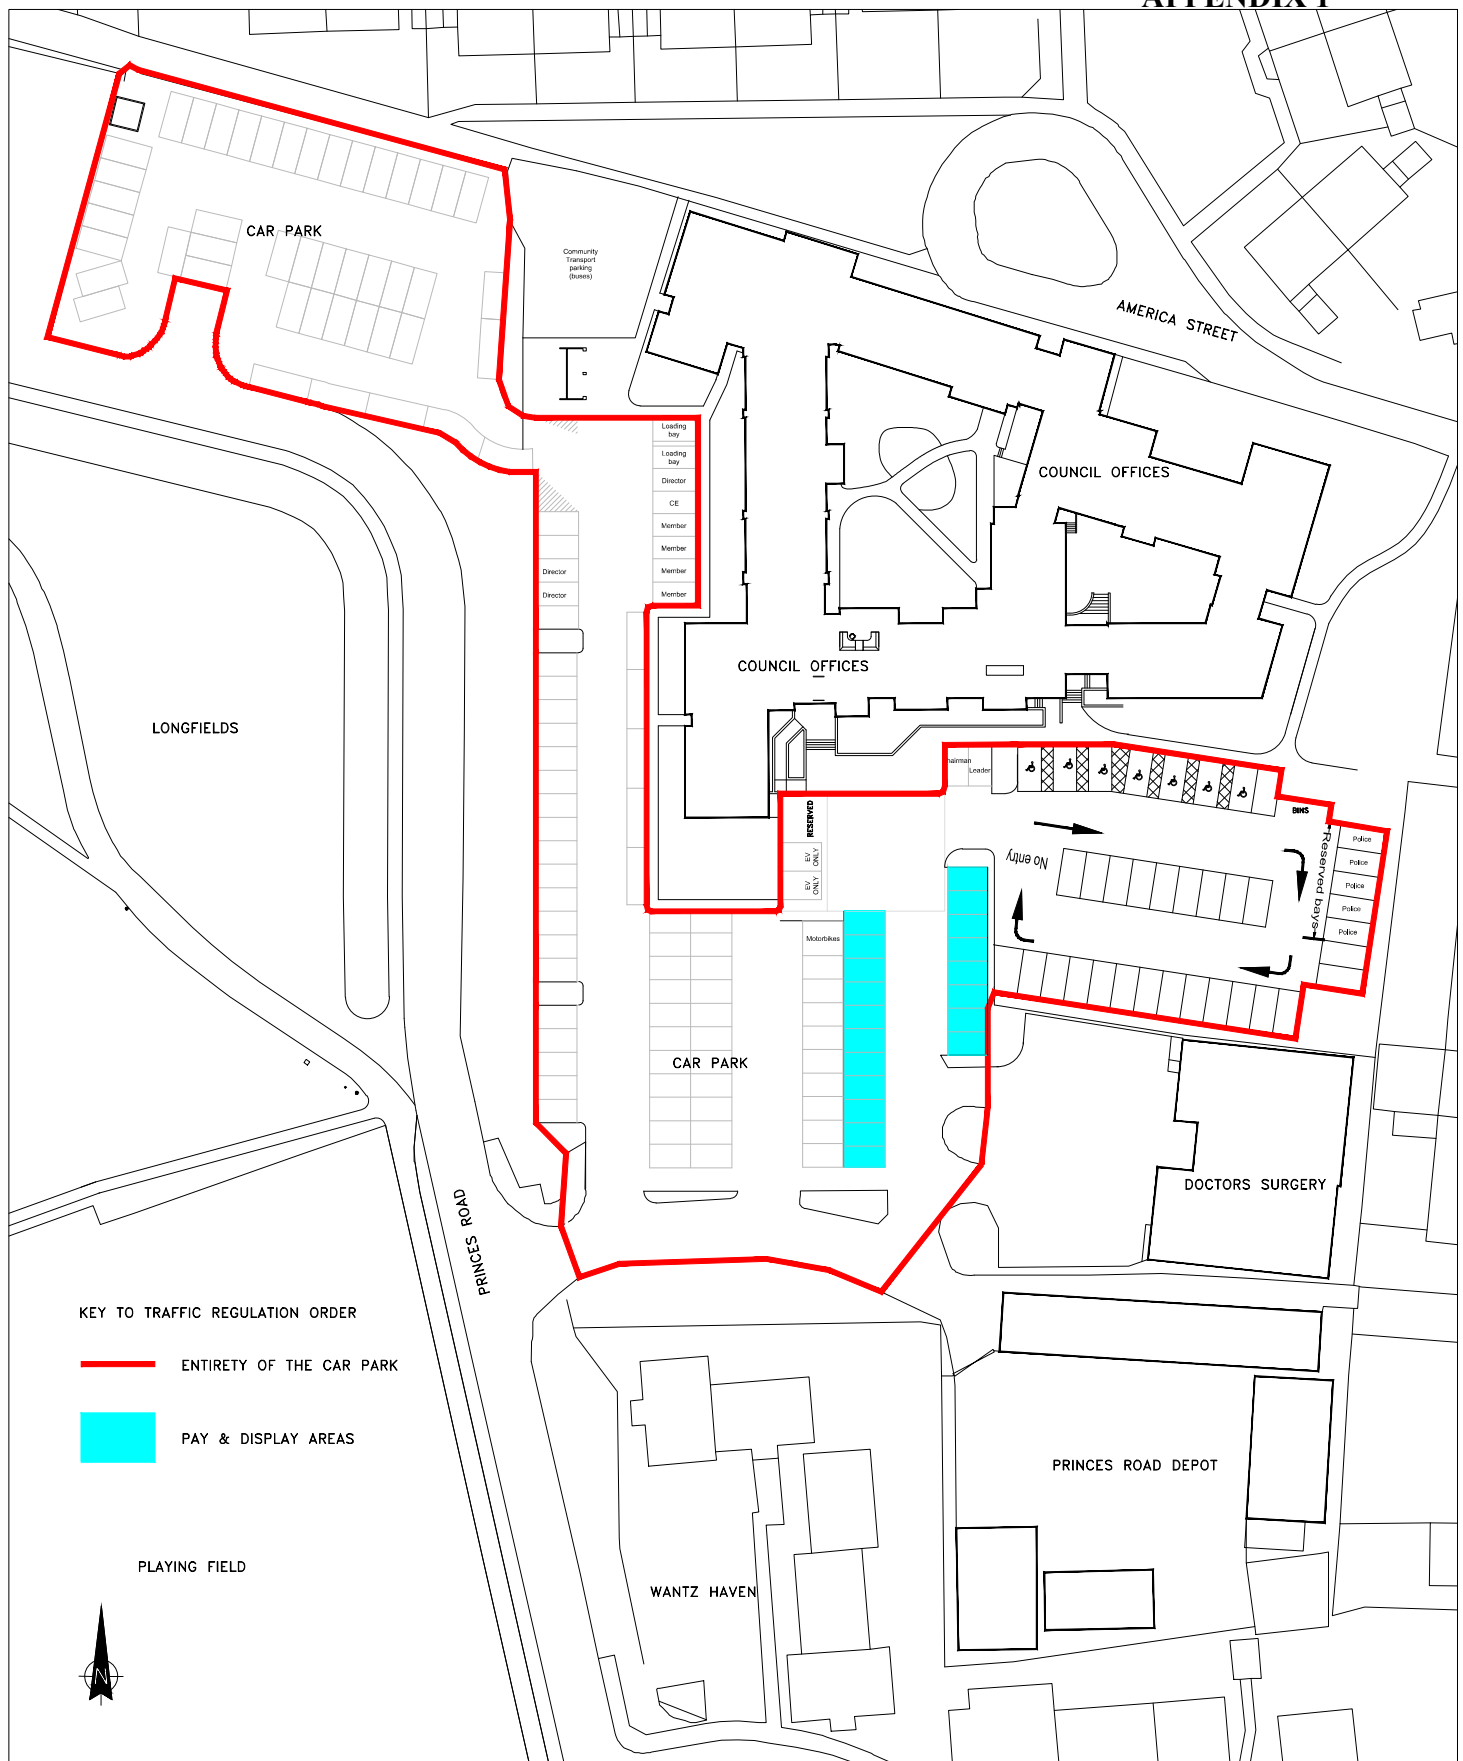 APPENDIX 1
CAR PARK
Community
Transport
parking
(buses)
AMERICA STREET
Loading
bay
Loading
bay
Director
CE
Member
Member
Member
Member
Director
Director
COUNCIL OFFICES
COUNCIL OFFICES
LONGFIELDS
hairman
Leader
RESERVED
EV
ONLY
EV
ONLY
No entry
BINS
Reserved bays
Police
Police
Police
Police
Police
Motorbikes
CAR PARK
DOCTORS SURGERY
PRINCES ROAD
KEY TO TRAFFIC REGULATION ORDER
ENTIRETY OF THE CAR PARK
PAY & DISPLAY AREAS
PRINCES ROAD DEPOT
PLAYING FIELD
WANTZ HAVEN
N